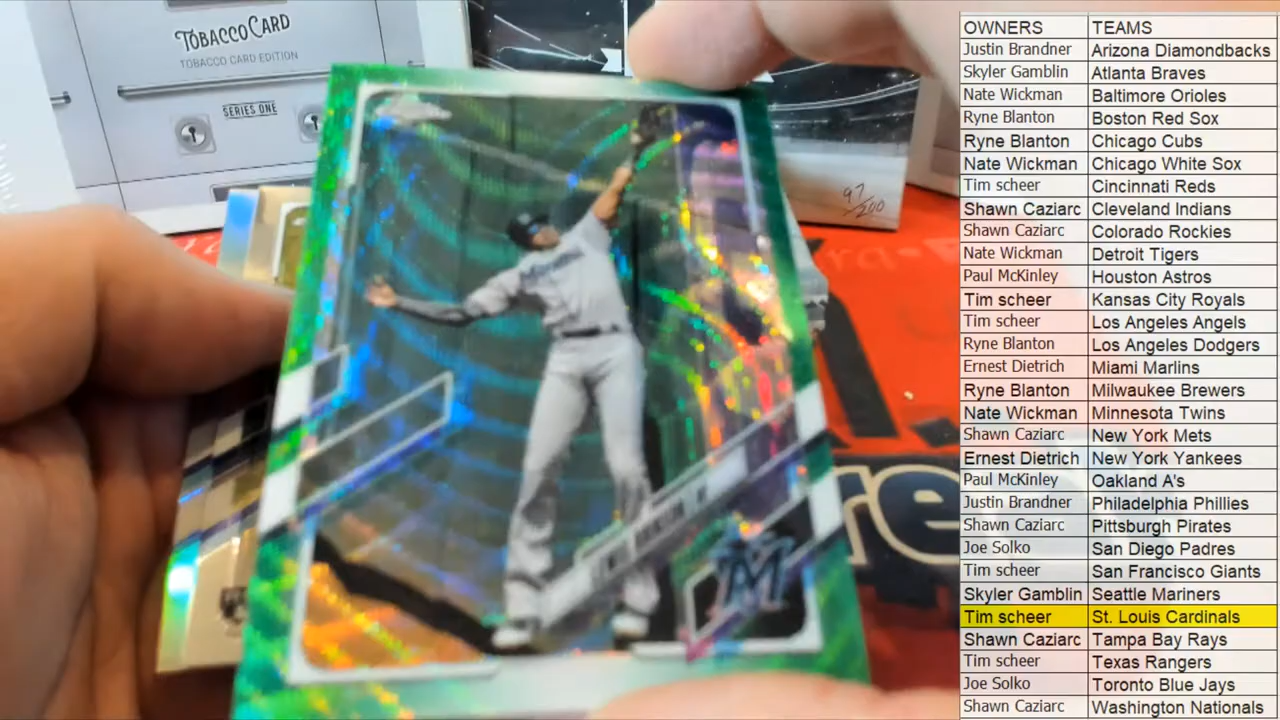 TOBACCO CARD
TOBACCO CARD EDITION
SERIES ONE
97/200
Marlins
M
re
OWNERS TEAMS
Justin Brandner Arizona Diamondbacks
Skyler Gamblin Atlanta Braves
Nate Wickman Baltimore Orioles
Ryne Blanton Boston Red Sox
Ryne Blanton Chicago Cubs
Nate Wickman Chicago White Sox
Tim scheer Cincinnati Reds
Shawn Caziarc Cleveland Indians
Shawn Caziarc Colorado Rockies
Nate Wickman Detroit Tigers
Paul McKinley Houston Astros
Tim scheer Kansas City Royals
Tim scheer Los Angeles Angels
Ryne Blanton Los Angeles Dodgers
Ernest Dietrich Miami Marlins
Ryne Blanton Milwaukee Brewers
Nate Wickman Minnesota Twins
Shawn Caziarc New York Mets
Ernest Dietrich New York Yankees
Paul McKinley Oakland A's
Justin Brandner Philadelphia Phillies
Shawn Caziarc Pittsburgh Pirates
Joe Solko San Diego Padres
Tim scheer San Francisco Giants
Skyler Gamblin Seattle Mariners
Tim scheer St. Louis Cardinals
Shawn Caziarc Tampa Bay Rays
Tim scheer Texas Rangers
Joe Solko Toronto Blue Jays
Shawn Caziarc Washington Nationals